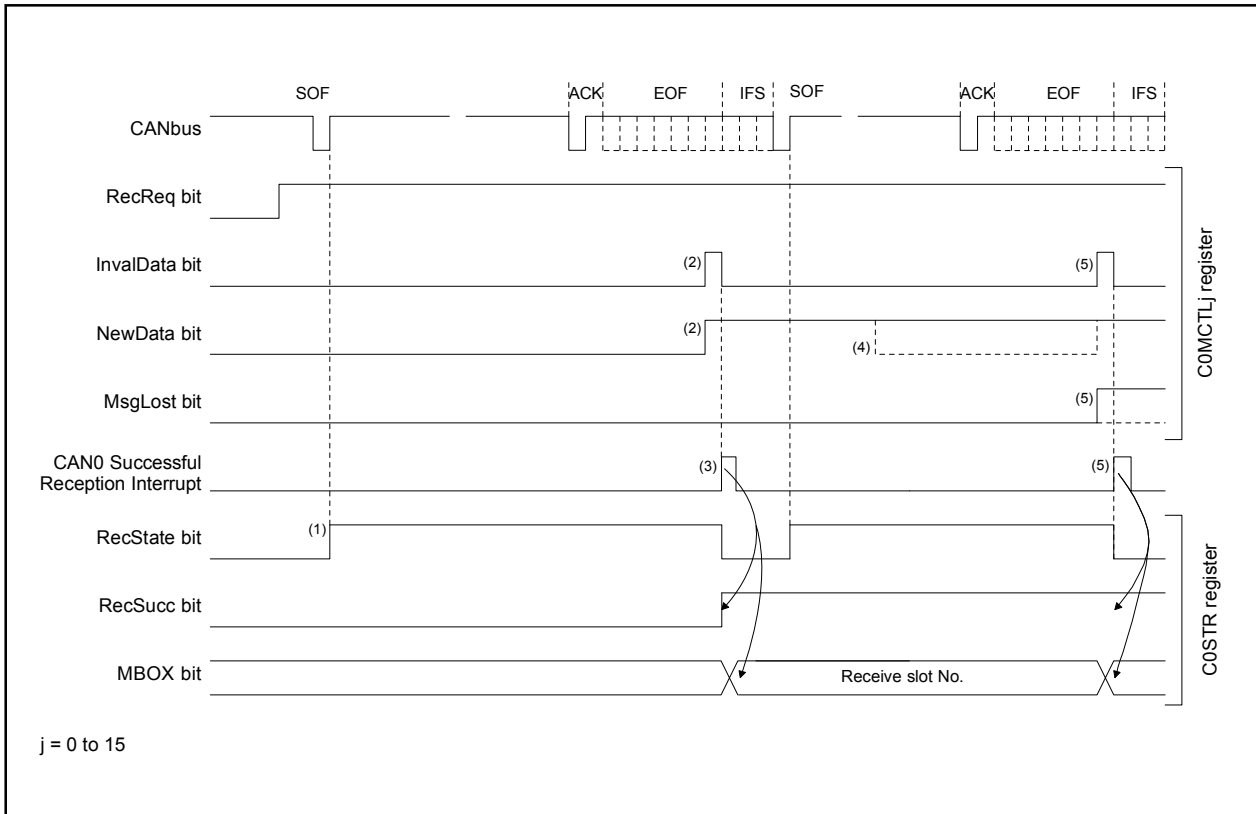 SOF ACK EOF IFS SOF ACK EOF IFS
CANbus
RecReq bit
InvalData bit
(2)
(5)
NewData bit
(2)
(4)
MsgLost bit
(5)
C0MCTLj register
CAN0 Successful
Reception Interrupt
(3)
(5)
RecState bit
(1)
RecSucc bit
MBOX bit
Receive slot No.
C0STR register
j = 0 to 15